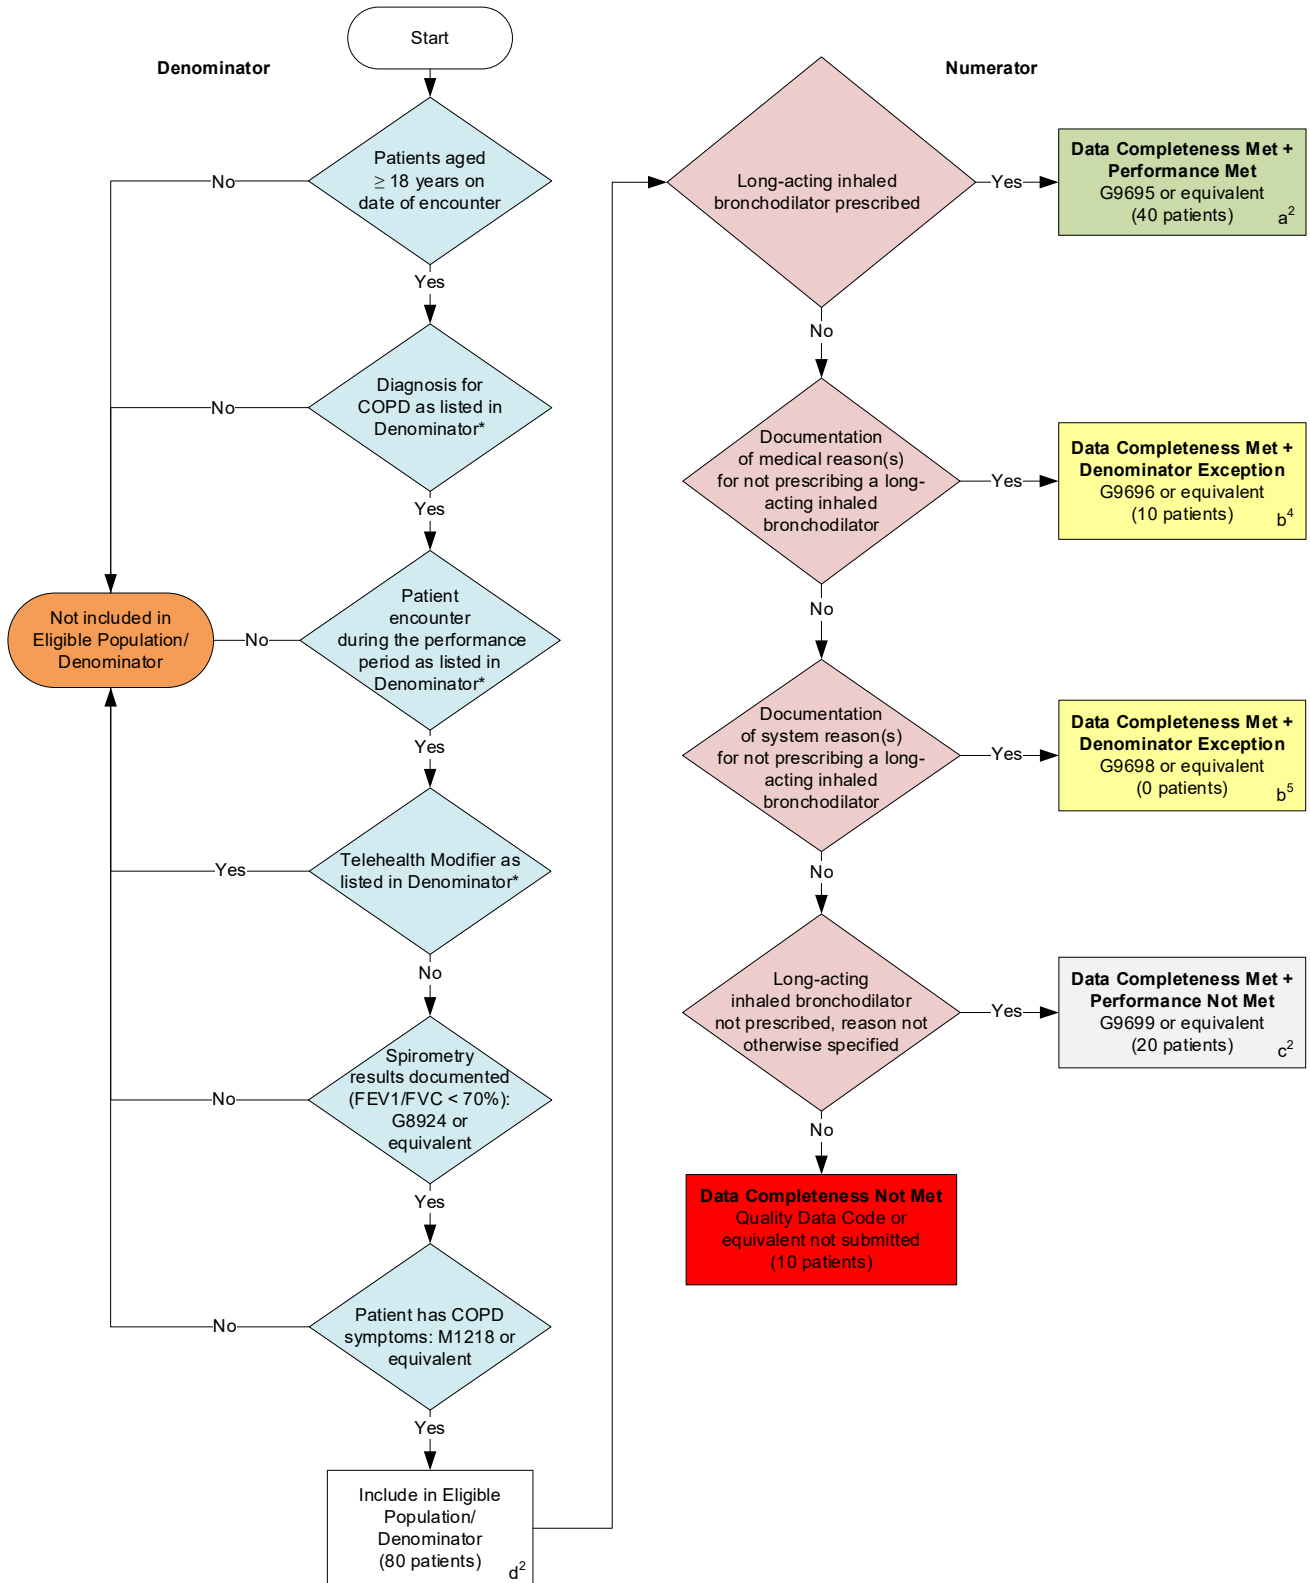 Start
Denominator
Patients aged
≥ 18 years on
date of encounter
No
Yes
Diagnosis for
COPD as listed in
Denominator*
No
Yes
Patient
encounter
during the performance
period as listed in
Denominator*
No
Not included in
Eligible Population/
Denominator
Yes
Telehealth Modifier as
listed in Denominator*
Yes
No
Spirometry
results documented
(FEV1/FVC < 70%):
G8924 or
equivalent
No
Yes
Patient has COPD
symptoms: M1218 or
equivalent
No
Yes
Include in Eligible
Population/
Denominator
(80 patients)
d²
Numerator
Long-acting inhaled
bronchodilator prescribed
Yes
Data Completeness Met +
Performance Met
G9695 or equivalent
(40 patients)
a²
No
Documentation
of medical reason(s)
for not prescribing a long-
acting inhaled
bronchodilator
Yes
Data Completeness Met +
Denominator Exception
G9696 or equivalent
(10 patients)
b⁴
No
Documentation
of system reason(s)
for not prescribing a long-
acting inhaled
bronchodilator
Yes
Data Completeness Met +
Denominator Exception
G9698 or equivalent
(0 patients)
b⁵
No
Long-acting
inhaled bronchodilator
not prescribed, reason not
otherwise specified
Yes
Data Completeness Met +
Performance Not Met
G9699 or equivalent
(20 patients)
c²
No
Data Completeness Not Met
Quality Data Code or
equivalent not submitted
(10 patients)